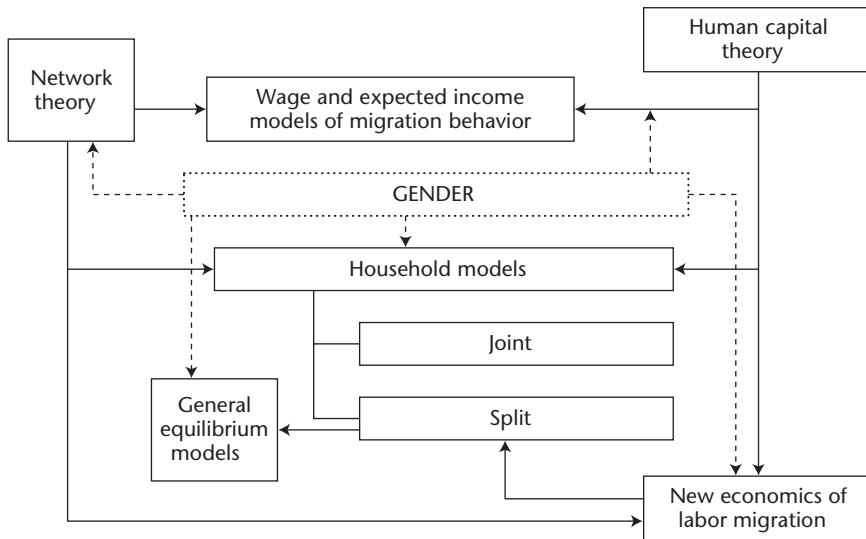 Human capital
theory
Network
theory
Wage and expected income
models of migration behavior
GENDER
Household models
Joint
General
equilibrium
models
Split
New economics of
labor migration